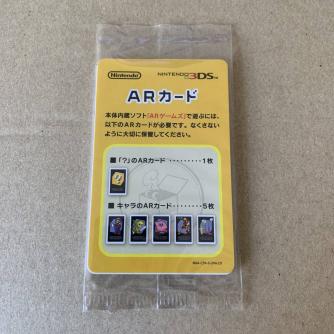 Nintendo
NINTENDO 3DS™
ARカード
本体内蔵ソフト「ARゲームズ」で遊ぶには、
以下のARカードが必要です。なくさない
ように大切に保管してください。
■「?」のARカード ········· 1枚
■ キャラのARカード ······· 5枚